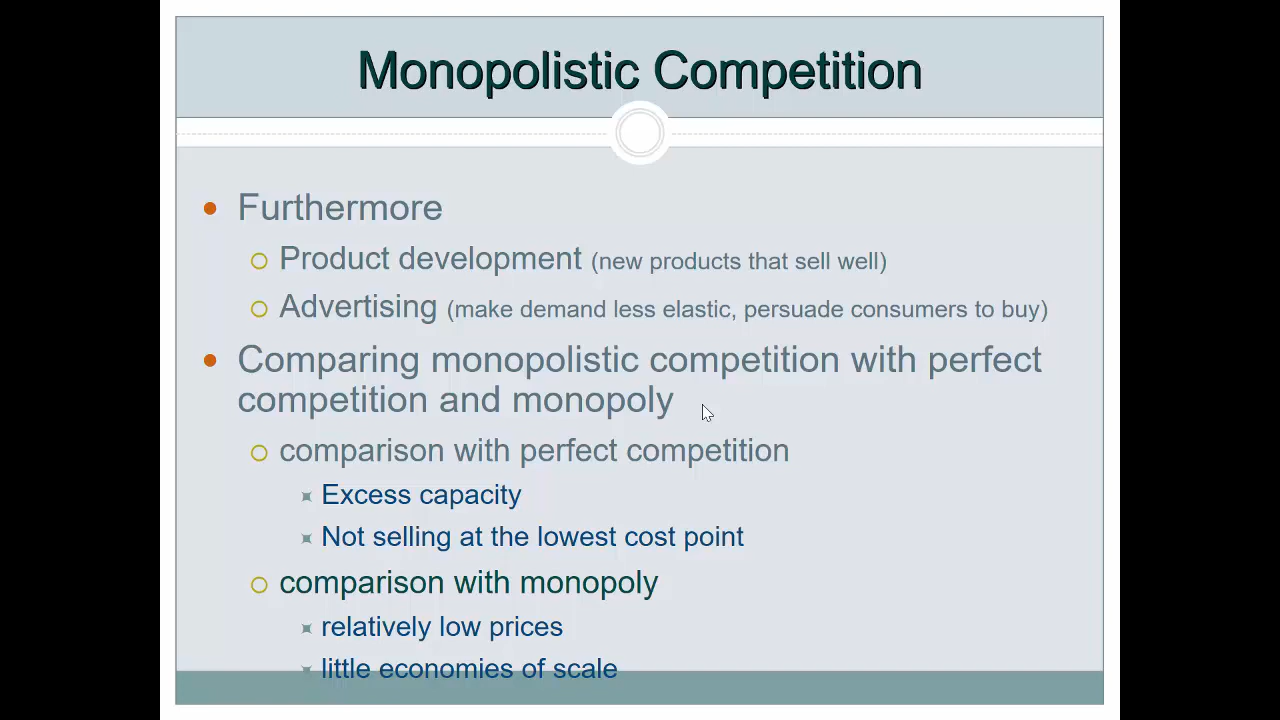 Monopolistic Competition
Furthermore
Product development (new products that sell well)
Advertising (make demand less elastic, persuade consumers to buy)
Comparing monopolistic competition with perfect
competition and monopoly
comparison with perfect competition
Excess capacity
Not selling at the lowest cost point
comparison with monopoly
relatively low prices
little economies of scale